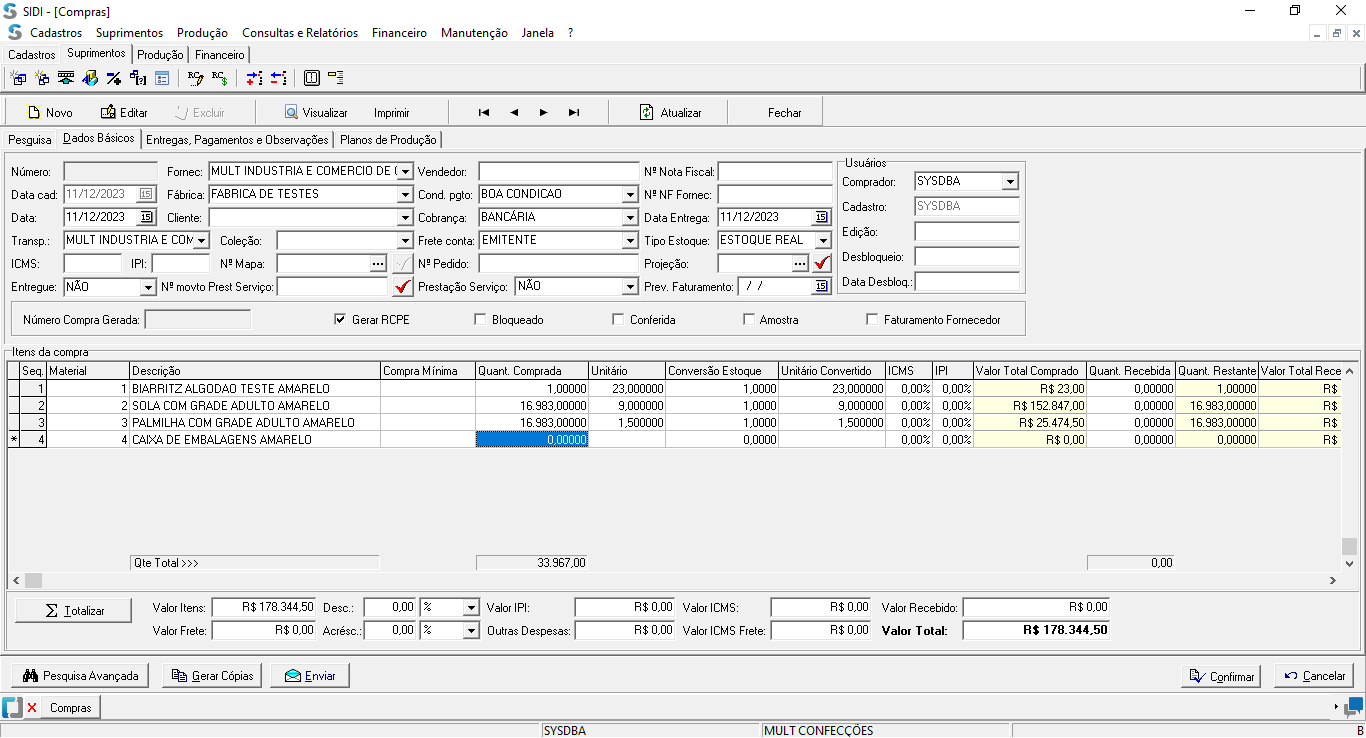 SIDI - [Compras]
Cadastros Suprimentos Produção Consultas e Relatórios Financeiro Manutenção Janela ?
Cadastros Suprimentos Produção Financeiro
Novo Editar Excluir Visualizar Imprimir Atualizar Fechar
Pesquisa Dados Básicos Entregas, Pagamentos e Observações Planos de Produção
Número: Fornec: MULT INDUSTRIA E COMERCIO DE ( Vendedor: Nº Nota Fiscal: Usuários
Comprador: SYSDBA
Data cad: 11/12/2023 15 Fábrica: FABRICA DE TESTES Cond. pgto: BOA CONDICAO Nº NF Fornec:
Cadastro: SYSDBA
Data: 11/12/2023 15 Cliente: Cobrança: BANCÁRIA Data Entrega: 11/12/2023 15
Edição:
Transp.: MULT INDUSTRIA E COM Coleção: Frete conta: EMITENTE Tipo Estoque: ESTOQUE REAL
Desbloqueio:
ICMS: IPI: Nº Mapa: ... Nº Pedido: Projeção: ...
Data Desbloq.:
Entregue: NÃO Nº movto Prest Serviço: Prestação Serviço: NÃO Prev. Faturamento: / / 15
Número Compra Gerada: Gerar RCPE Bloqueado Conferida Amostra Faturamento Fornecedor
Itens da compra
Seq. Material Descrição Compra Mínima Quant. Comprada Unitário Conversão Estoque Unitário Convertido ICMS IPI Valor Total Comprado Quant. Recebida Quant. Restante Valor Total Rece
1 1 BIARRITZ ALGODAO TESTE AMARELO 1,00000 23,000000 1,0000 23,000000 0,00% 0,00% R$ 23,00 0,00000 1,00000 R$
2 2 SOLA COM GRADE ADULTO AMARELO 16.983,00000 9,000000 1,0000 9,000000 0,00% 0,00% R$ 152.847,00 0,00000 16.983,00000 R$
3 3 PALMILHA COM GRADE ADULTO AMARELO 16.983,00000 1,500000 1,0000 1,500000 0,00% 0,00% R$ 25.474,50 0,00000 16.983,00000 R$
* 4 4 CAIXA DE EMBALAGENS AMARELO 0,00000 0,0000 0,00% 0,00% R$ 0,00 0,00000 0,00000 R$
Qte Total >>> 33.967,00 0,00
Σ Totalizar Valor Itens: R$ 178.344,50 Desc.: 0,00 % Valor IPI: R$ 0,00 Valor ICMS: R$ 0,00 Valor Recebido: R$ 0,00
Valor Frete: R$ 0,00 Acrésc.: 0,00 % Outras Despesas: R$ 0,00 Valor ICMS Frete: R$ 0,00 Valor Total: R$ 178.344,50
Pesquisa Avançada Gerar Cópias Enviar Confirmar Cancelar
Compras
SYSDBA MULT CONFECÇÕES B